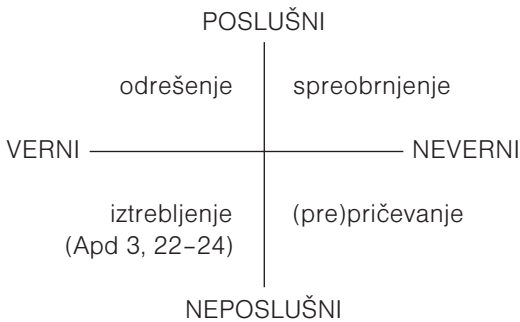 POSLUŠNI
odrešenje
spreobrnjenje
VERNI
NEVERNI
iztrebljenje
(Apd 3, 22–24)
(pre)pričevanje
NEPOSLUŠNI